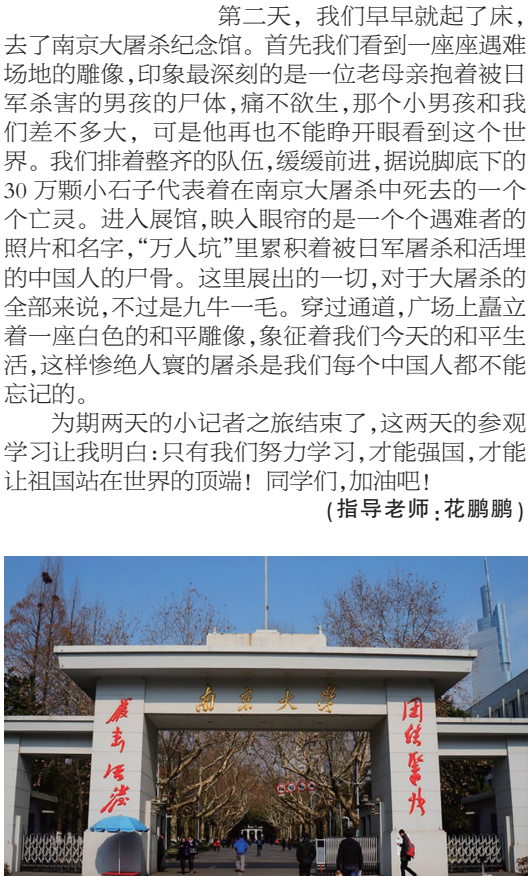 第二天，我们早早就起了床，
去了南京大屠杀纪念馆。首先我们看到一座座遇难
场地的雕像，印象最深刻的是一位老母亲抱着被日
军杀害的男孩的尸体，痛不欲生，那个小男孩和我
们差不多大，可是他再也不能睁开眼看到这个世
界。我们排着整齐的队伍，缓缓前进，据说脚底下的
30 万颗小石子代表着在南京大屠杀中死去的一个
个亡灵。进入展馆，映入眼帘的是一个个遇难者的
照片和名字，“万人坑”里累积着被日军屠杀和活埋
的中国人的尸骨。这里展出的一切，对于大屠杀的
全部来说，不过是九牛一毛。穿过通道，广场上矗立
着一座白色的和平雕像，象征着我们今天的和平生
活，这样惨绝人寰的屠杀是我们每个中国人都不能
忘记的。
为期两天的小记者之旅结束了，这两天的参观
学习让我明白：只有我们努力学习，才能强国，才能
让祖国站在世界的顶端！同学们，加油吧！
(指导老师：花鹏鹏)
南京大学
严肃活泼
团结紧张